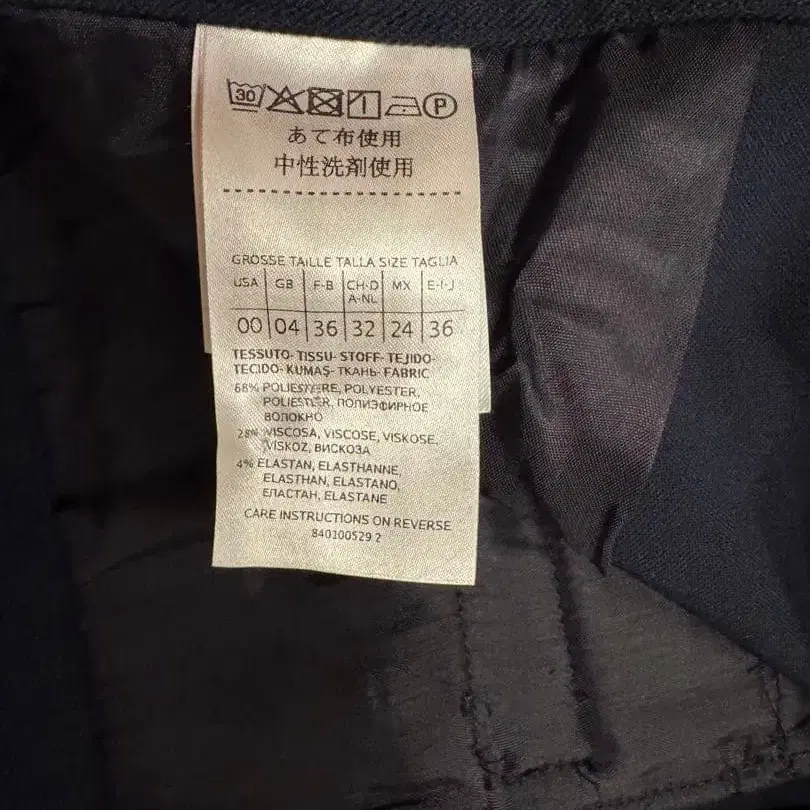 30 P
あて布使用
中性洗剤使用
GROSSE TAILLE TALLA SIZE TAGLIA
USA GB F-B CH-D A-NL MX E-I-J
00 04 36 32 24 36
TESSUTO- TISSU- STOFF- TEJIDO-
TECIDO- KUMAŞ- ТКАНЬ- FABRIC
68% POLIESTERE, POLYESTER,
POLIESTER, ПОЛИЭФИРНОЕ
ВОЛОКНО
28% VISCOSA, VISCOSE, VISKOSE,
VISKOZ, ВИСКОЗА
4% ELASTAN, ELASTHANNE,
ELASTHAN, ELASTANO,
ЕЛАСТАН, ELASTANE
CARE INSTRUCTIONS ON REVERSE
840100529 2